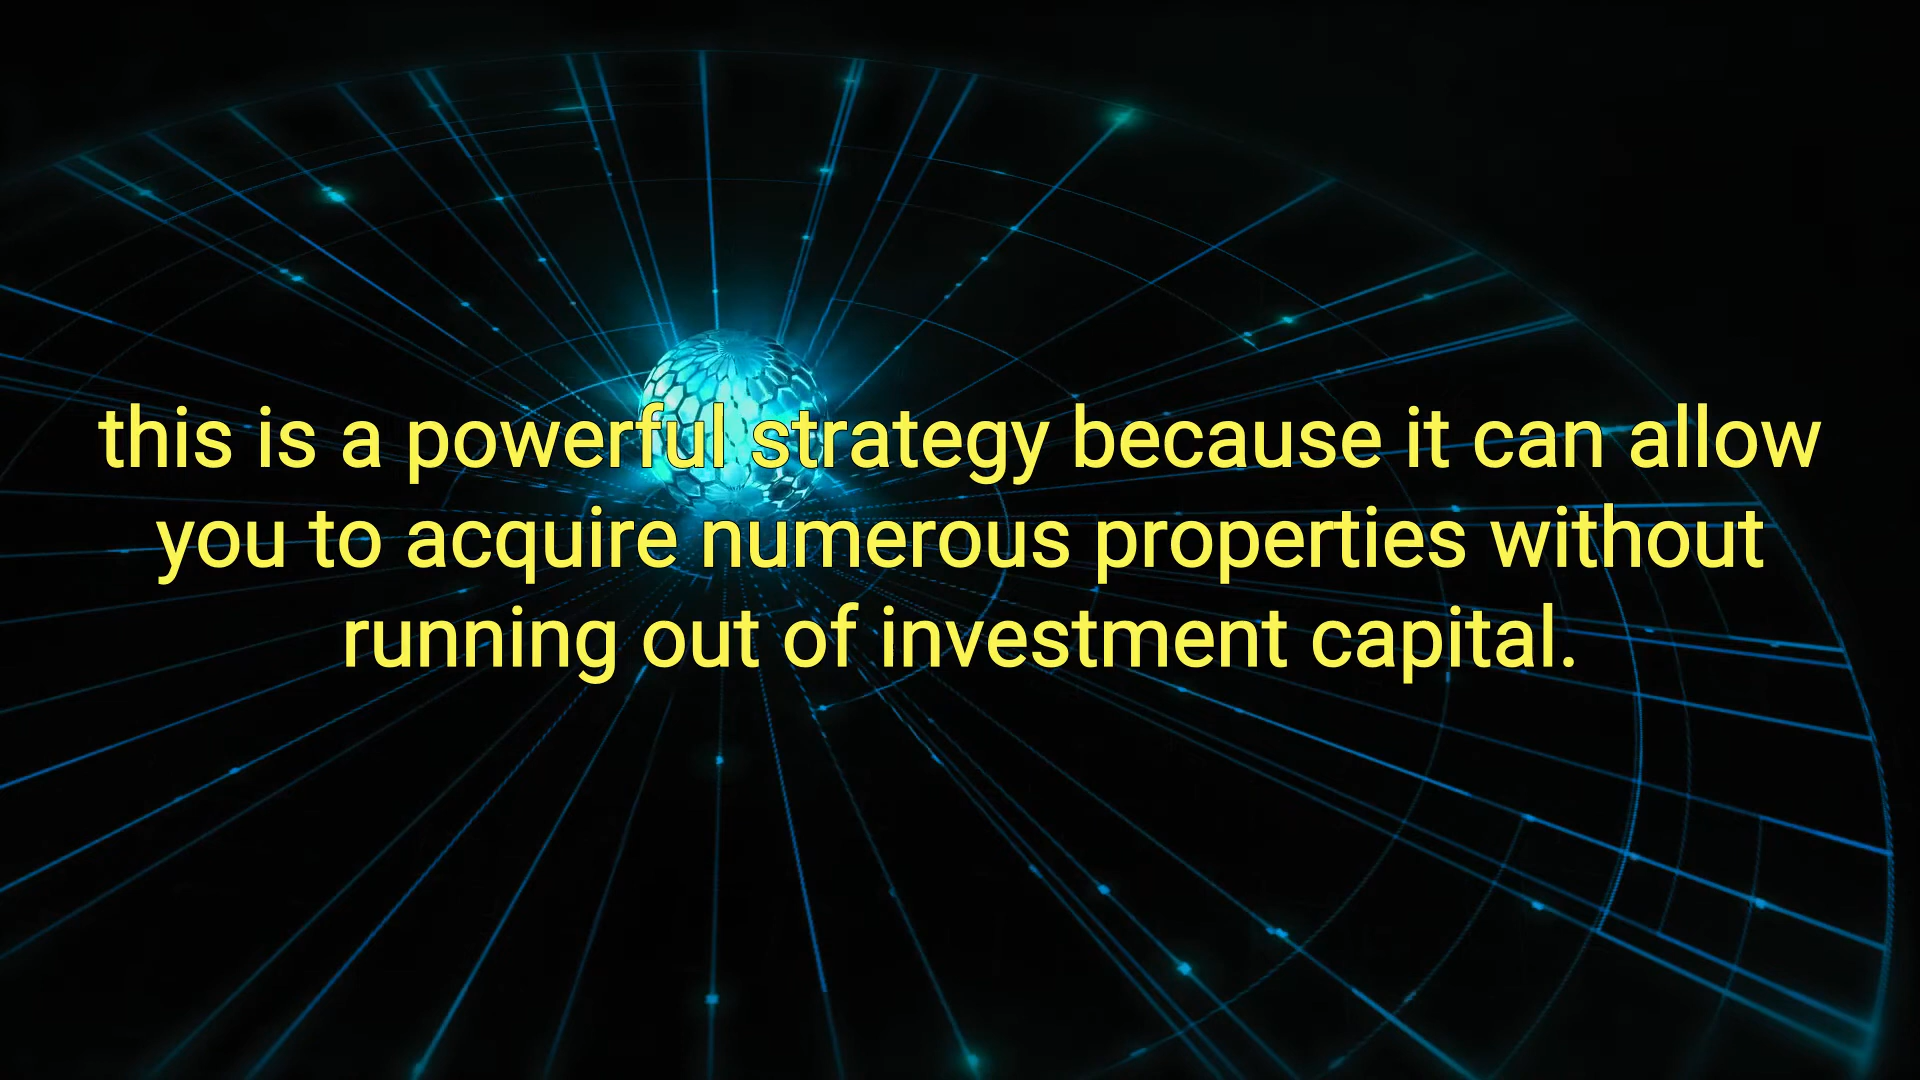 this is a powerful strategy because it can allow
you to acquire numerous properties without
running out of investment capital.